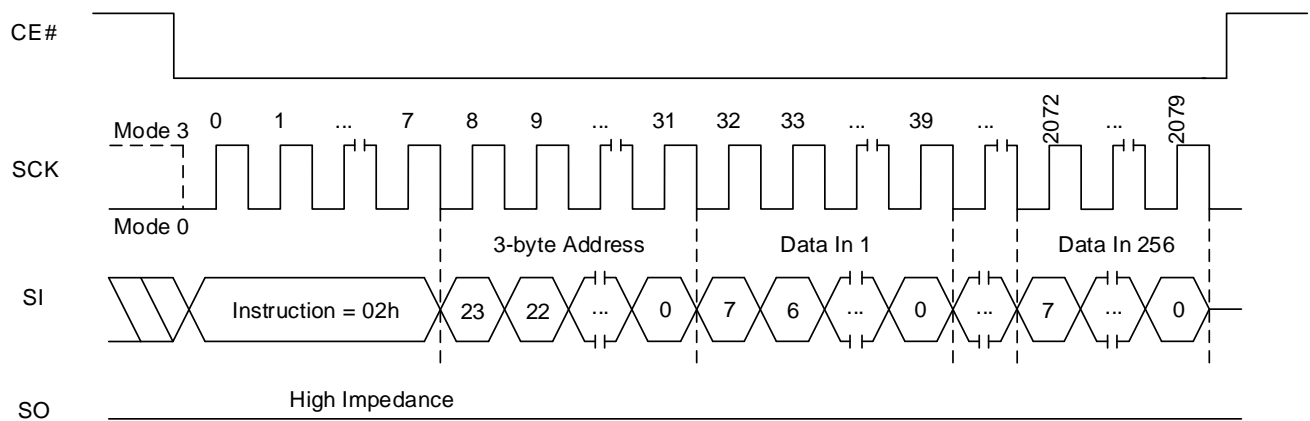 CE#
Mode 3 0 1 ... 7 8 9 ... 31 32 33 ... 39 ... 2072 ... 2079
SCK
Mode 0
3-byte Address Data In 1 Data In 256
SI Instruction = 02h 23 22 ... 0 7 6 ... 0 ... 7 ... 0
High Impedance
SO